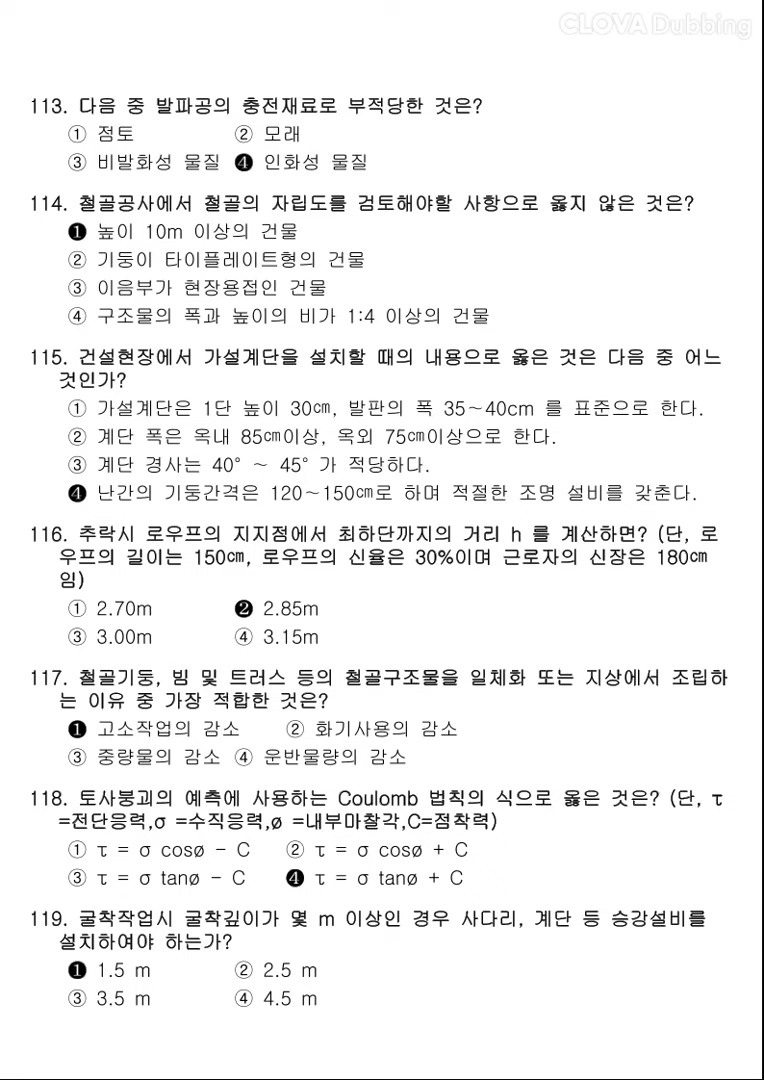 CLOVA Dubbing
113. 다음 중 발파공의 충전재료로 부적당한 것은?
① 점토 ② 모래
③ 비발화성 물질 ❹ 인화성 물질
114. 철골공사에서 철골의 자립도를 검토해야할 사항으로 옳지 않은 것은?
❶ 높이 10m 이상의 건물
② 기둥이 타이플레이트형의 건물
③ 이음부가 현장용접인 건물
④ 구조물의 폭과 높이의 비가 1:4 이상의 건물
115. 건설현장에서 가설계단을 설치할 때의 내용으로 옳은 것은 다음 중 어느
것인가?
① 가설계단은 1단 높이 30㎝, 발판의 폭 35~40cm 를 표준으로 한다.
② 계단 폭은 옥내 85㎝이상, 옥외 75㎝이상으로 한다.
③ 계단 경사는 40° ~ 45° 가 적당하다.
❹ 난간의 기둥간격은 120~150㎝로 하며 적절한 조명 설비를 갖춘다.
116. 추락시 로우프의 지지점에서 최하단까지의 거리 h 를 계산하면? (단, 로
우프의 길이는 150㎝, 로우프의 신율은 30%이며 근로자의 신장은 180㎝
임)
① 2.70m ❷ 2.85m
③ 3.00m ④ 3.15m
117. 철골기둥, 빔 및 트러스 등의 철골구조물을 일체화 또는 지상에서 조립하
는 이유 중 가장 적합한 것은?
❶ 고소작업의 감소 ② 화기사용의 감소
③ 중량물의 감소 ④ 운반물량의 감소
118. 토사붕괴의 예측에 사용하는 Coulomb 법칙의 식으로 옳은 것은? (단, τ
=전단응력,σ =수직응력,ø =내부마찰각,C=점착력)
① τ = σ cosø - C ② τ = σ cosø + C
③ τ = σ tanø - C ❹ τ = σ tanø + C
119. 굴착작업시 굴착깊이가 몇 m 이상인 경우 사다리, 계단 등 승강설비를
설치하여야 하는가?
❶ 1.5 m ② 2.5 m
③ 3.5 m ④ 4.5 m